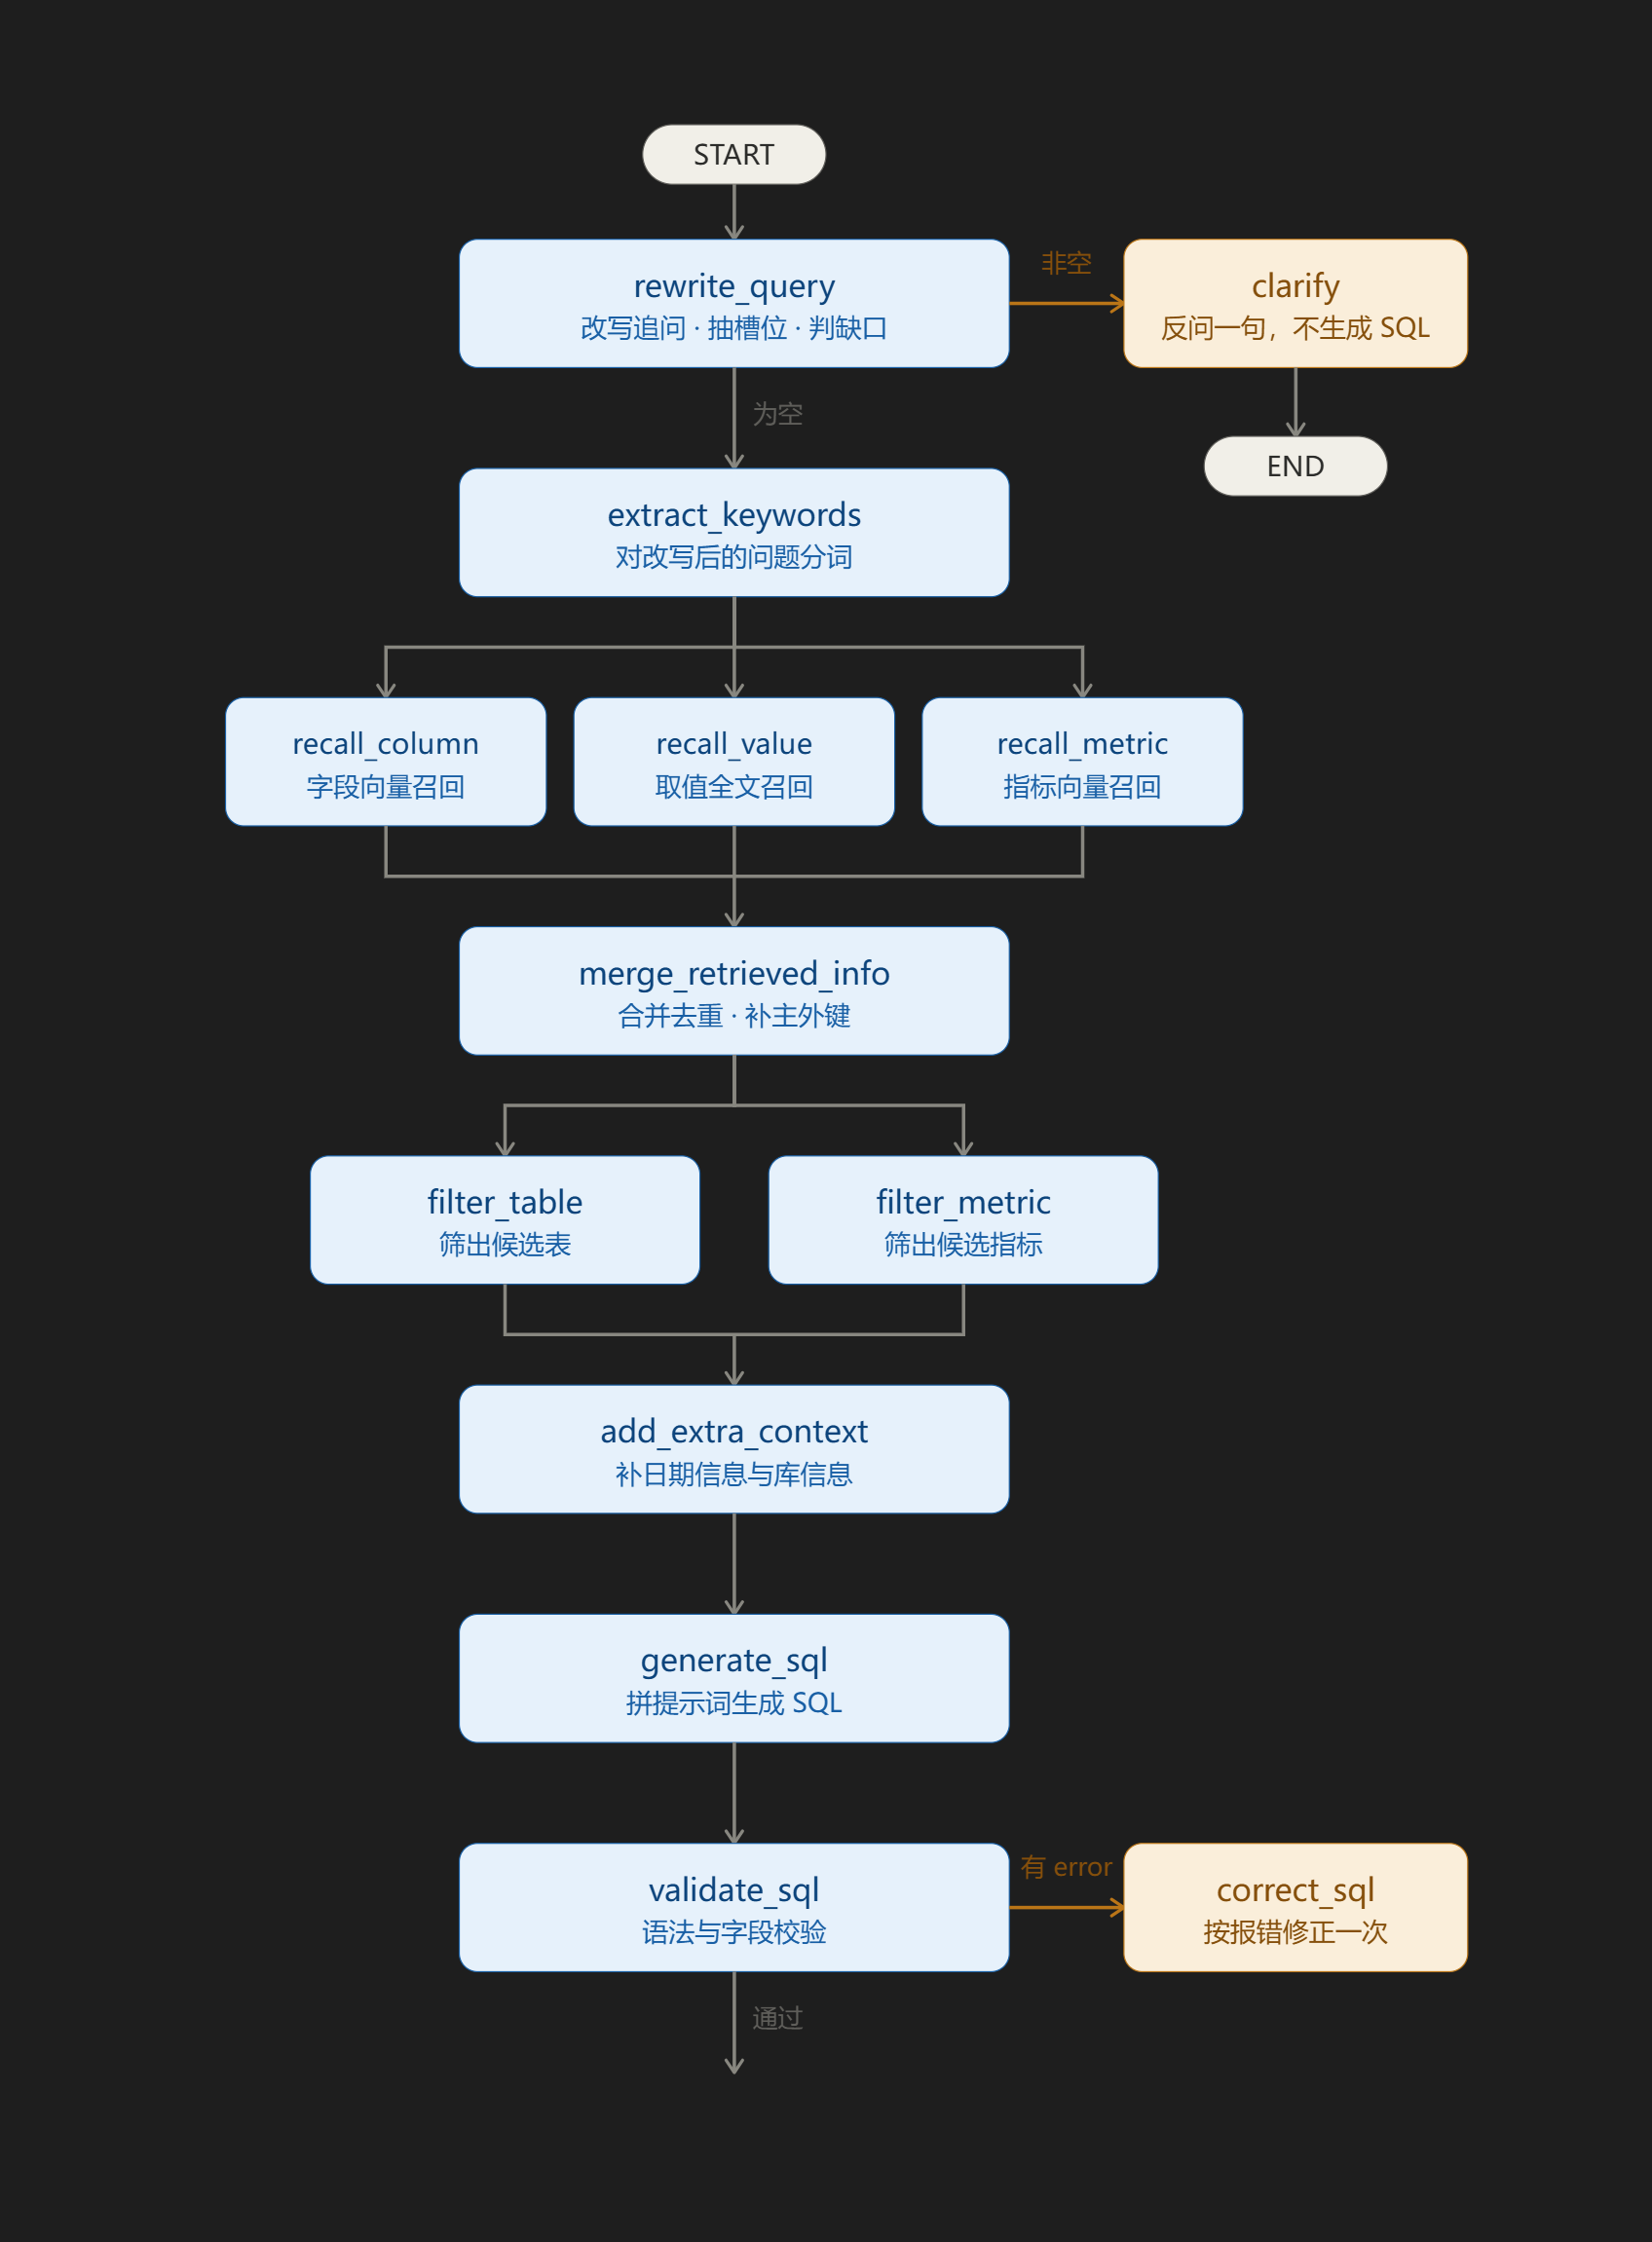 START
rewrite_query
改写追问 · 抽槽位 · 判缺口
非空
clarify
反问一句，不生成 SQL
为空
END
extract_keywords
对改写后的问题分词
recall_column
字段向量召回
recall_value
取值全文召回
recall_metric
指标向量召回
merge_retrieved_info
合并去重 · 补主外键
filter_table
筛出候选表
filter_metric
筛出候选指标
add_extra_context
补日期信息与库信息
generate_sql
拼提示词生成 SQL
validate_sql
语法与字段校验
有 error
correct_sql
按报错修正一次
通过